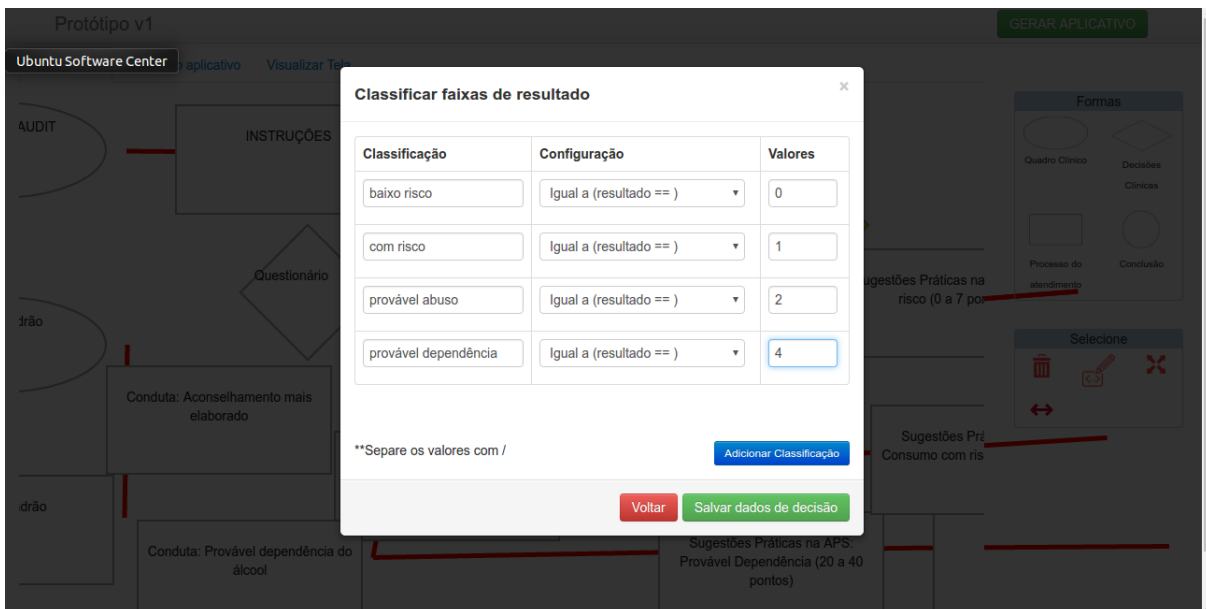 Protótipo v1
GERAR APLICATIVO
Ubuntu Software Center
aplicativo
Visualizar Tela
Classificar faixas de resultado
×
Classificação Configuração Valores
baixo risco Igual a (resultado == ) 0
com risco Igual a (resultado == ) 1
provável abuso Igual a (resultado == ) 2
provável dependência Igual a (resultado == ) 4
**Separe os valores com /
Adicionar Classificação
Voltar
Salvar dados de decisão
AUDIT
INSTRUÇÕES
Questionário
drão
Conduta: Aconselhamento mais
elaborado
drão
Conduta: Provável dependência do
álcool
ugestões Práticas na
risco (0 a 7 po
Sugestões Prá
Consumo com ris
Sugestões Práticas na APS:
Provável Dependência (20 a 40
pontos)
Formas
Quadro Clínico
Decisões
Clínicas
Processo do
atendimento
Conclusão
Selecione